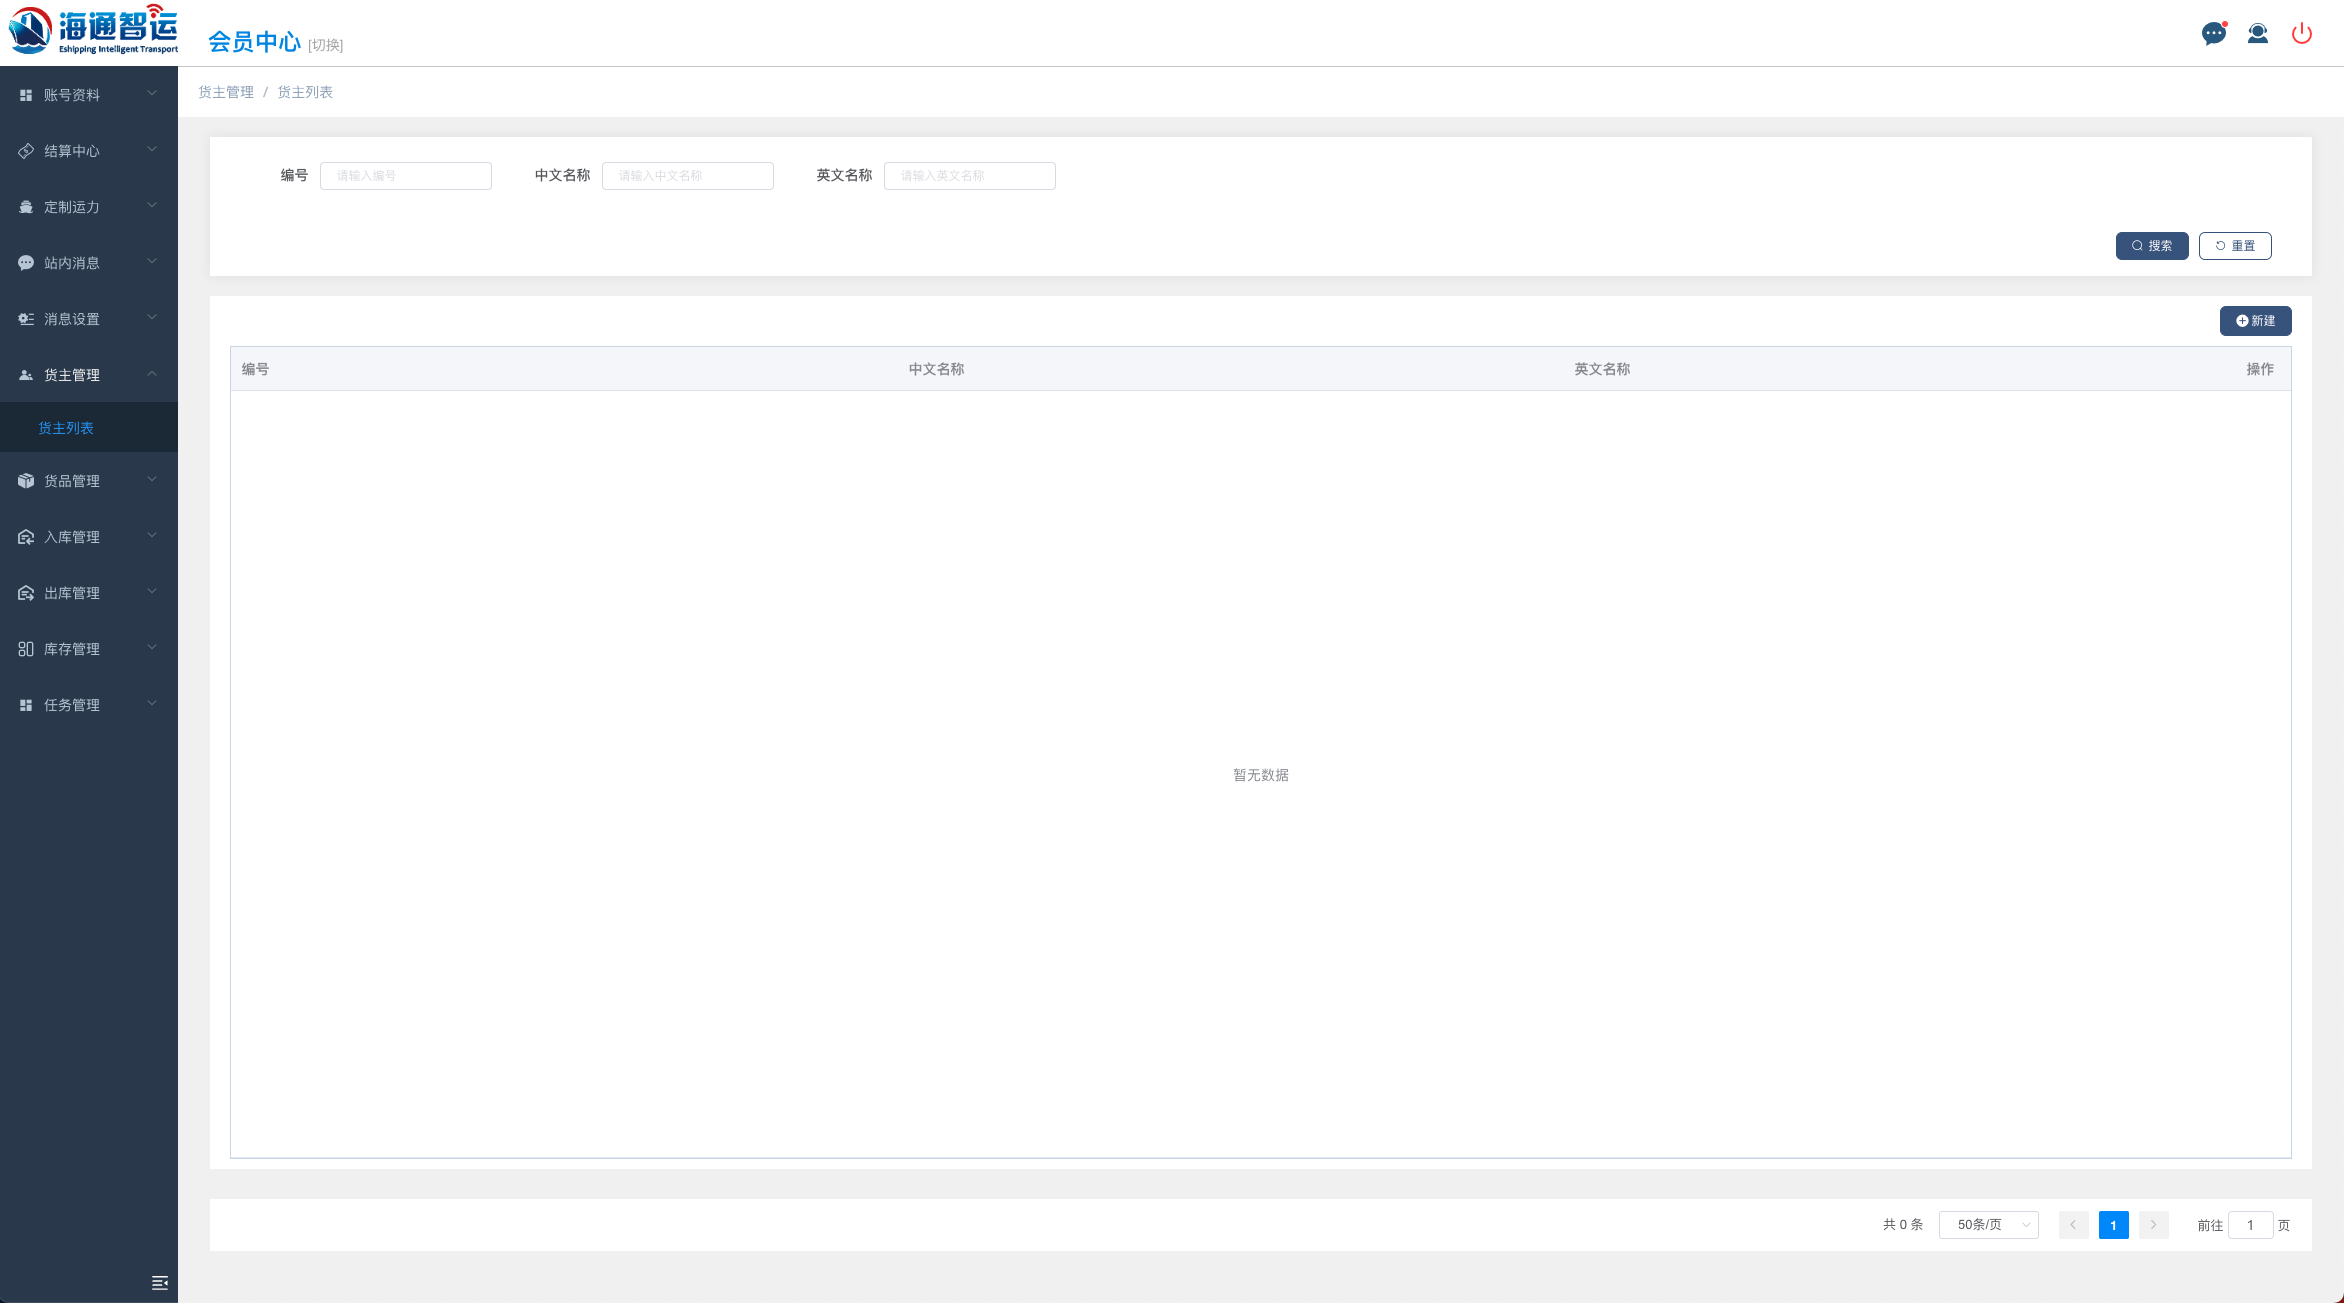 海通智运
Eshipping Intelligent Transport
会员中心 [切换]
账号资料
结算中心
定制运力
站内消息
消息设置
货主管理
货主列表
货品管理
入库管理
出库管理
库存管理
任务管理
货主管理 / 货主列表
编号 请输入编号 中文名称 请输入中文名称 英文名称 请输入英文名称
搜索 重置
新建
编号 中文名称 英文名称 操作
暂无数据
共 0 条 50条/页 1 前往 1 页